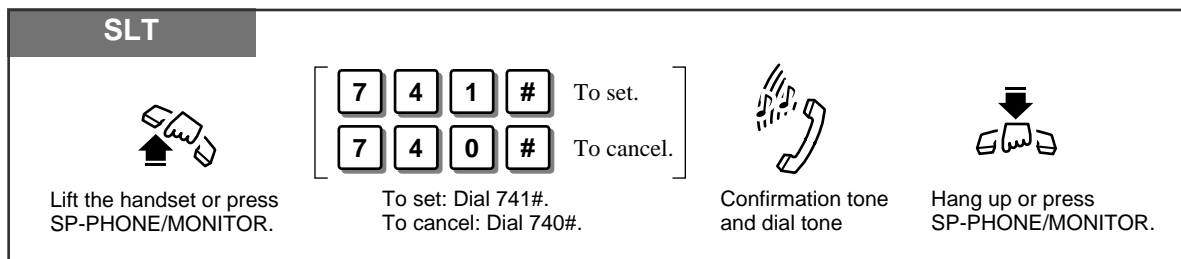 SLT
7 4 1 # To set.
7 4 0 # To cancel.
Lift the handset or press
SP-PHONE/MONITOR.
To set: Dial 741#.
To cancel: Dial 740#.
Confirmation tone
and dial tone
Hang up or press
SP-PHONE/MONITOR.